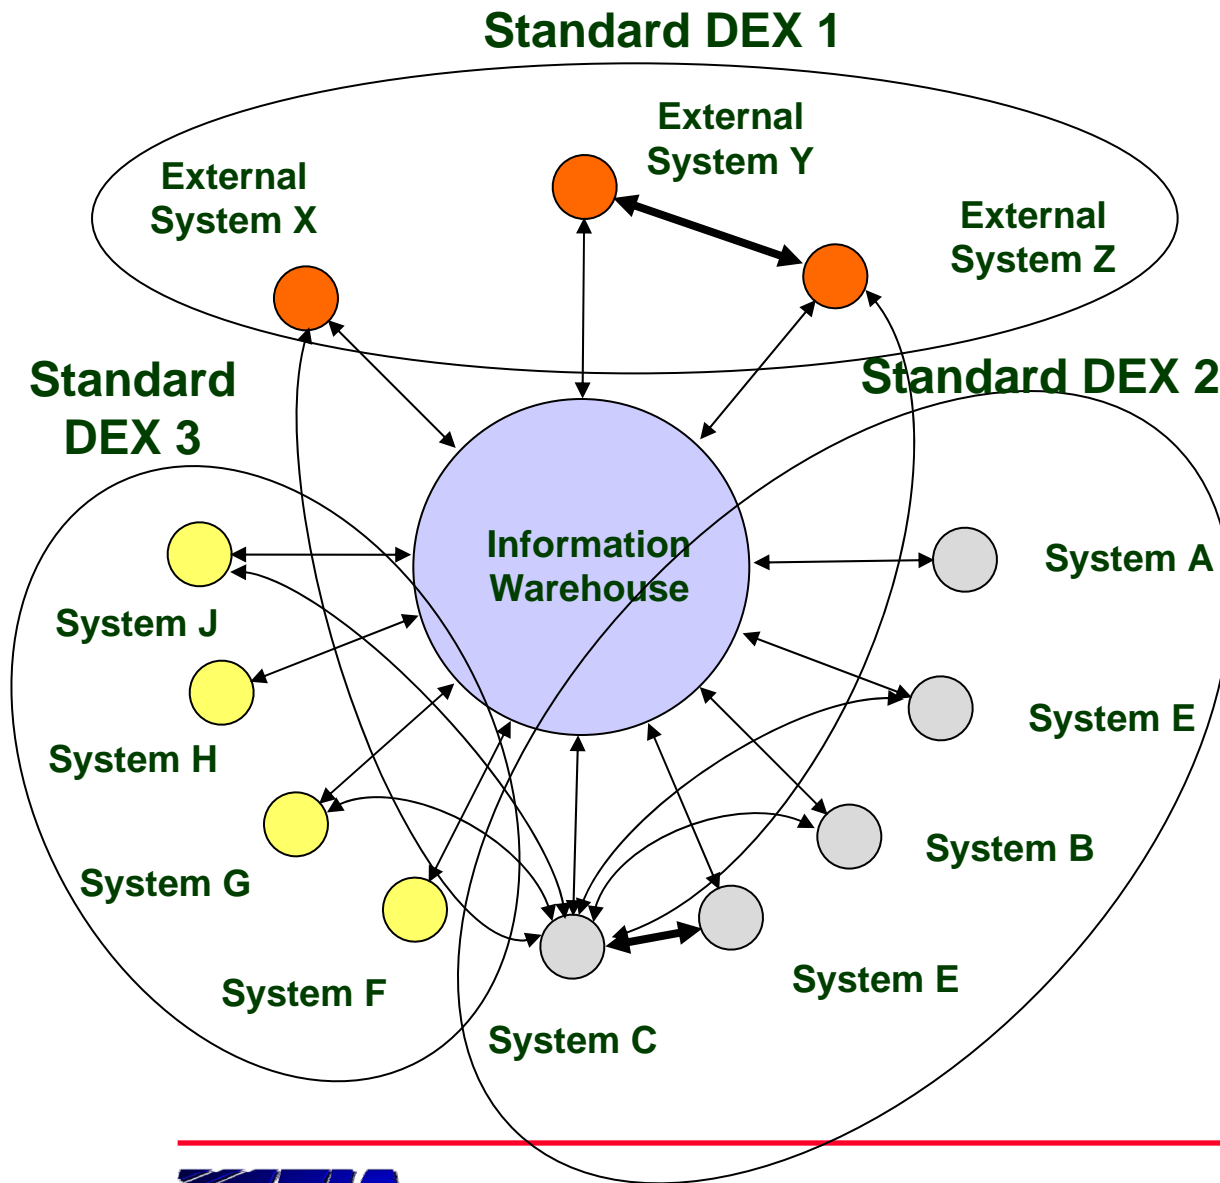 Standard DEX 1
External
System Y
External
System X
External
System Z
Standard
DEX 3
Standard DEX 2
Information
Warehouse
System A
System J
System E
System H
System B
System G
System E
System F
System C